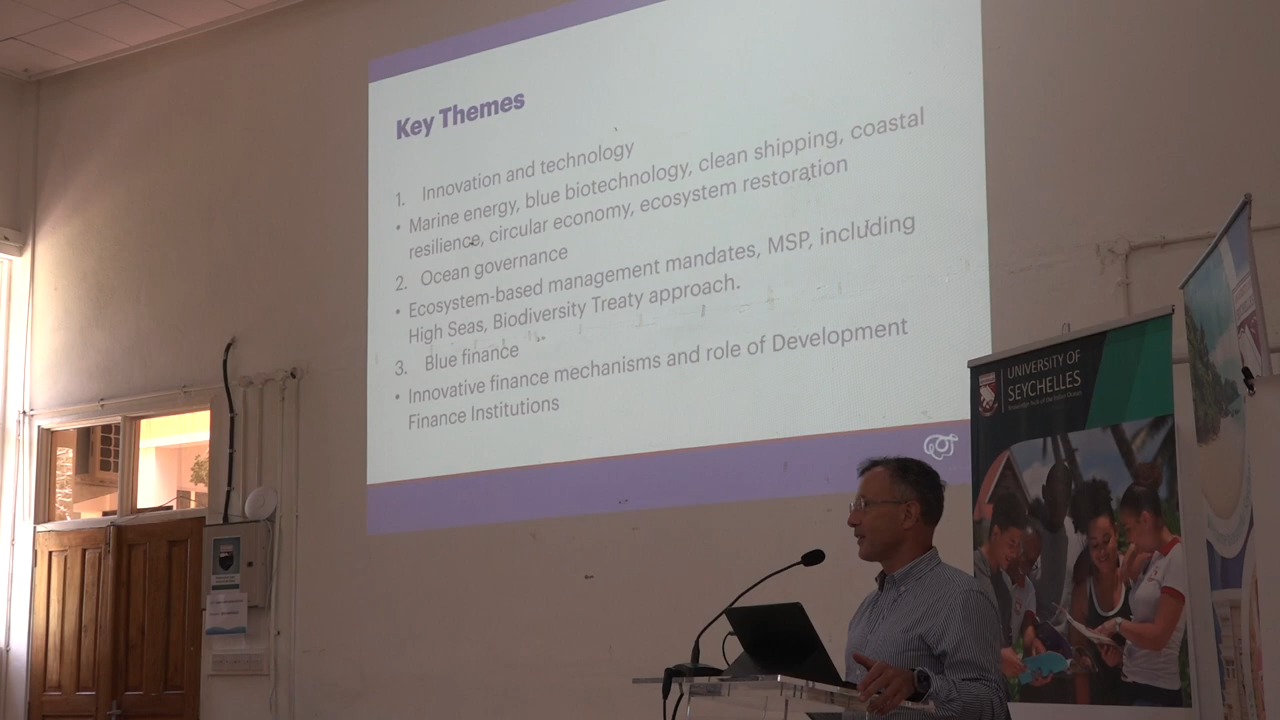 Key Themes
1. Innovation and technology
• Marine energy, blue biotechnology, clean shipping, coastal
resilience, circular economy, ecosystem restoration
2. Ocean governance
• Ecosystem-based management mandates, MSP, including
High Seas, Biodiversity Treaty approach.
3. Blue finance
• Innovative finance mechanisms and role of Development
Finance Institutions
UNIVERSITY OF
SEYCHELLES